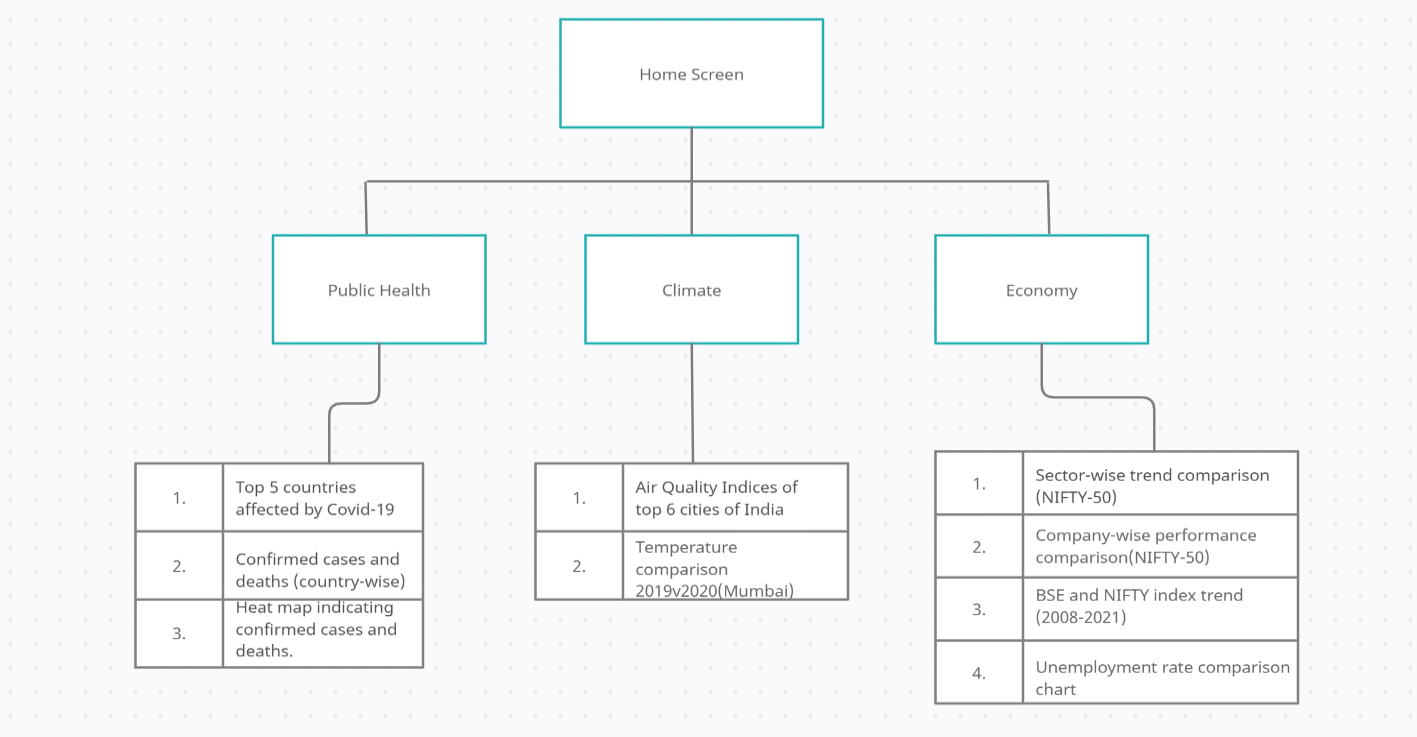 Home Screen
Public Health
Climate
Economy
1.
Top 5 countries
affected by Covid-19
2.
Confirmed cases and
deaths (country-wise)
3.
Heat map indicating
confirmed cases and
deaths.
1.
Air Quality Indices of
top 6 cities of India
2.
Temperature
comparison
2019v2020(Mumbai)
1.
Sector-wise trend comparison
(NIFTY-50)
2.
Company-wise performance
comparison(NIFTY-50)
3.
BSE and NIFTY index trend
(2008-2021)
4.
Unemployment rate comparison
chart